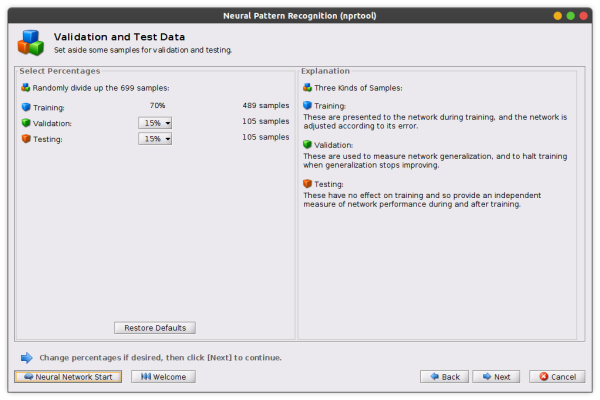 Neural Pattern Recognition (nprtool)
Validation and Test Data
Set aside some samples for validation and testing.
Select Percentages
Randomly divide up the 699 samples:
Training: 70% 489 samples
Validation: 15% 105 samples
Testing: 15% 105 samples
Restore Defaults
Explanation
Three Kinds of Samples:
Training:
These are presented to the network during training, and the network is
adjusted according to its error.
Validation:
These are used to measure network generalization, and to halt training
when generalization stops improving.
Testing:
These have no effect on training and so provide an independent
measure of network performance during and after training.
Change percentages if desired, then click [Next] to continue.
Neural Network Start Welcome Back Next Cancel